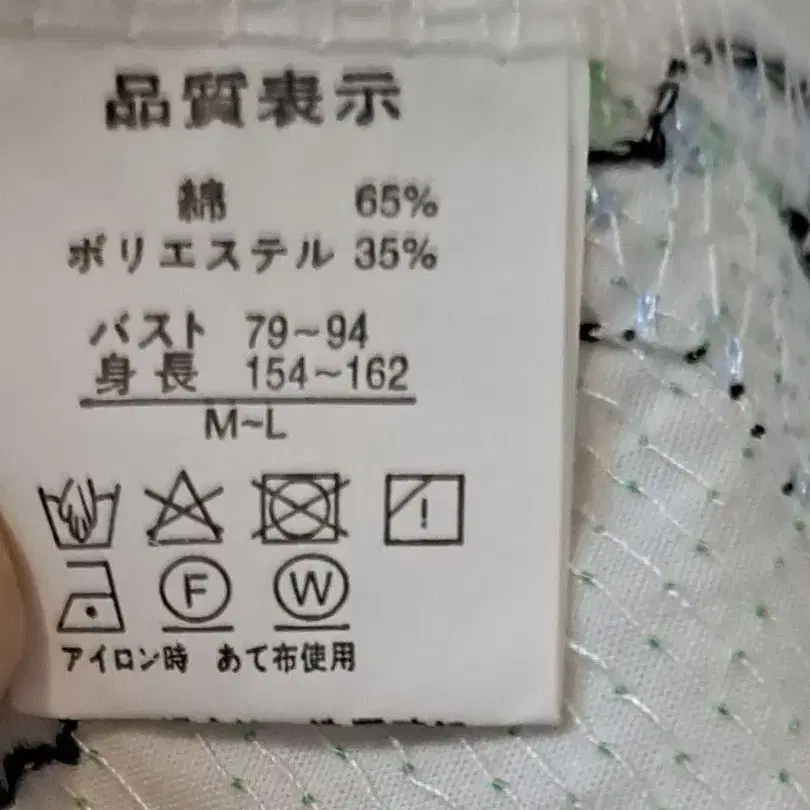 品質表示
綿 65%
ポリエステル 35%
バスト 79~94
身長 154~162
M~L
F W
アイロン時 あて布使用